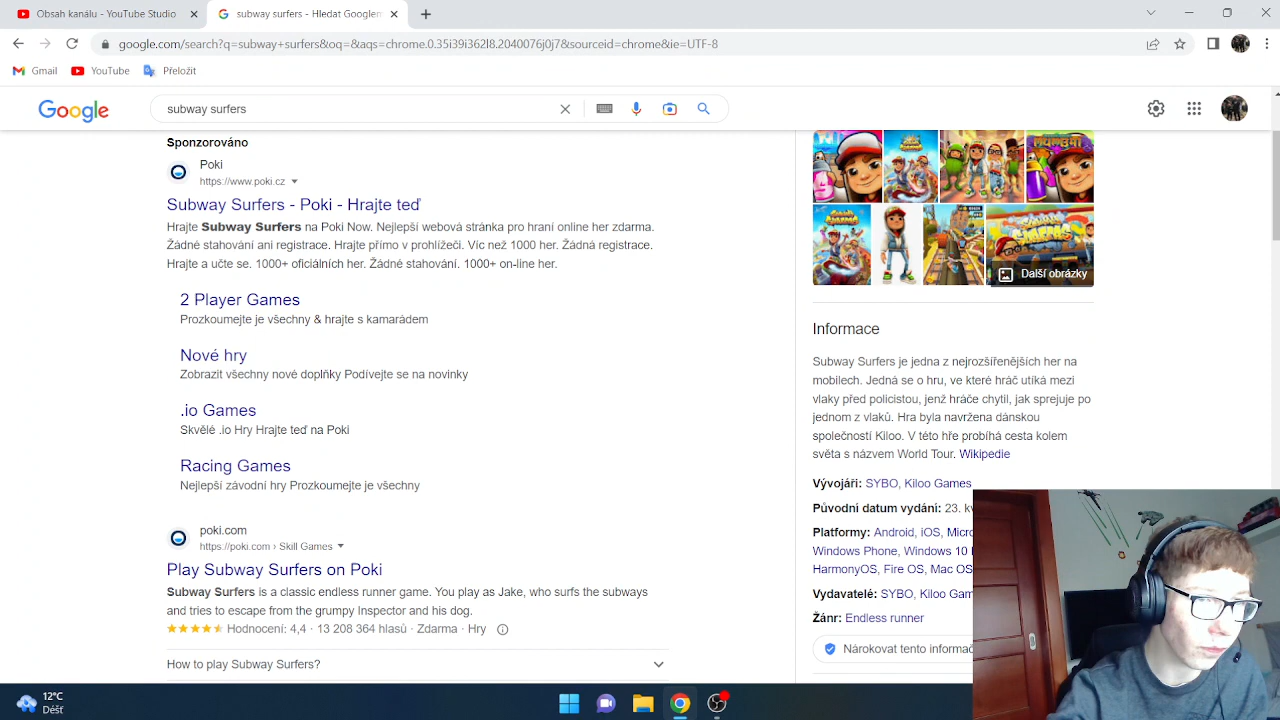 Obsah kanálu - YouTube Studio
subway surfers - Hledat Googlem
google.com/search?q=subway+surfers&oq=&aqs=chrome.0.35i39i362l8.2040076j0j7&sourceid=chrome&ie=UTF-8
Gmail
YouTube
Přeložit
Google
subway surfers
Sponzorováno
Poki
https://www.poki.cz
Subway Surfers - Poki - Hrajte teď
Hrajte Subway Surfers na PokiNow. Nejlepší webová stránka pro hraní online her zdarma.
Žádné stahování ani registrace. Hrajte přímo v prohlížeči. Víc než 1000 her. Žádná registrace.
Hrajte a učte se. 1000+ oficiálních her. Žádné stahování. 1000+ on-line her.
2 Player Games
Prozkoumejte je všechny & hrajte s kamarádem
Nové hry
Zobrazit všechny nové doplňky Podívejte se na novinky
.io Games
Skvělé .io Hry Hrajte teď na Poki
Racing Games
Nejlepší závodní hry Prozkoumejte je všechny
poki.com
https://poki.com › Skill Games
Play Subway Surfers on Poki
Subway Surfers is a classic endless runner game. You play as Jake, who surfs the subways
and tries to escape from the grumpy Inspector and his dog.
Hodnocení: 4,4 · 13 208 364 hlasů · Zdarma · Hry
How to play Subway Surfers?
MUMBAI
Další obrázky
Informace
Subway Surfers je jedna z nejrozšířenějších her na
mobilech. Jedná se o hru, ve které hráč utíká mezi
vlaky před policistou, jenž hráče chytil, jak sprejuje po
jednom z vlaků. Hra byla navržena dánskou
společností Kiloo. V této hře probíhá cesta kolem
světa s názvem World Tour. Wikipedie
Vývojáři: SYBO, Kiloo Games
Původní datum vydání: 23. kv
Platformy: Android, iOS, Micro
Windows Phone, Windows 10
HarmonyOS, Fire OS, Mac OS
Vydavatelé: SYBO, Kiloo Gam
Žánr: Endless runner
Nárokovat tento informač
12°C
Déšť